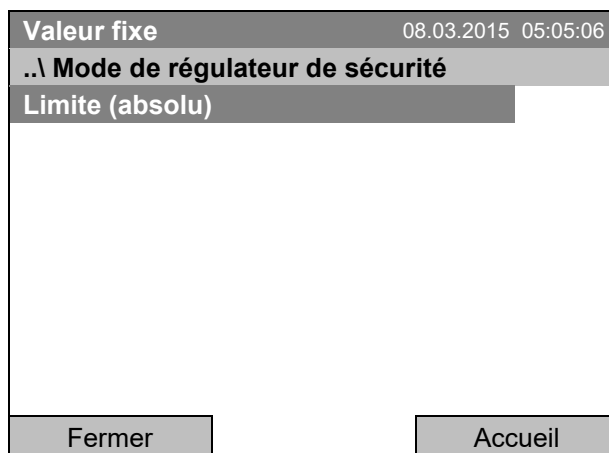 Valeur fixe 08.03.2015 05:05:06
..\ Mode de régulateur de sécurité
Limite (absolu)
Fermer Accueil